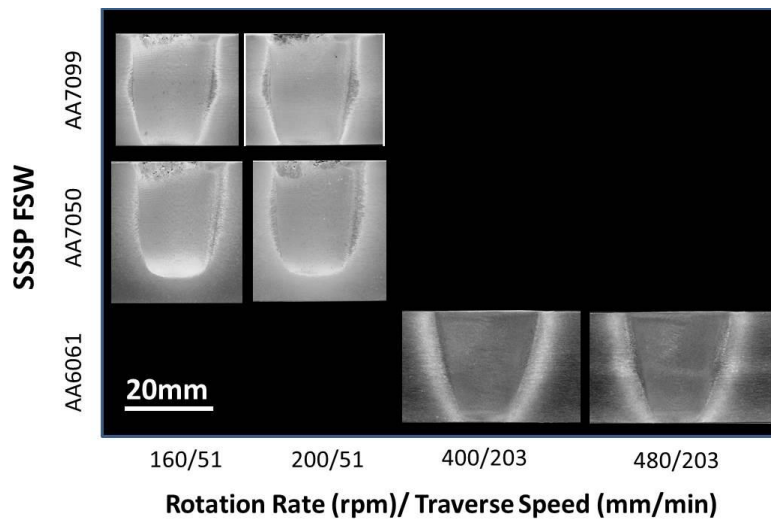 SSSP FSW
AA7099
AA7050
AA6061
20mm
160/51
200/51
400/203
480/203
Rotation Rate (rpm)/ Traverse Speed (mm/min)